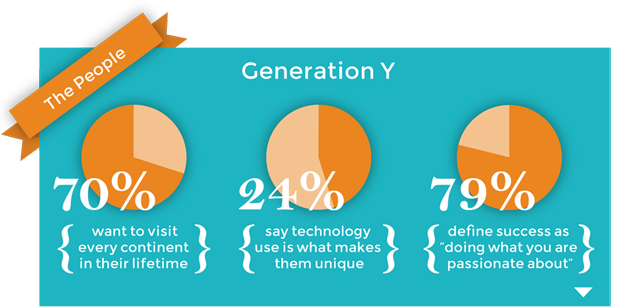 The People
Generation Y
70%
want to visit
every continent
in their lifetime
24%
say technology
use is what makes
them unique
79%
define success as
“doing what you are
passionate about”